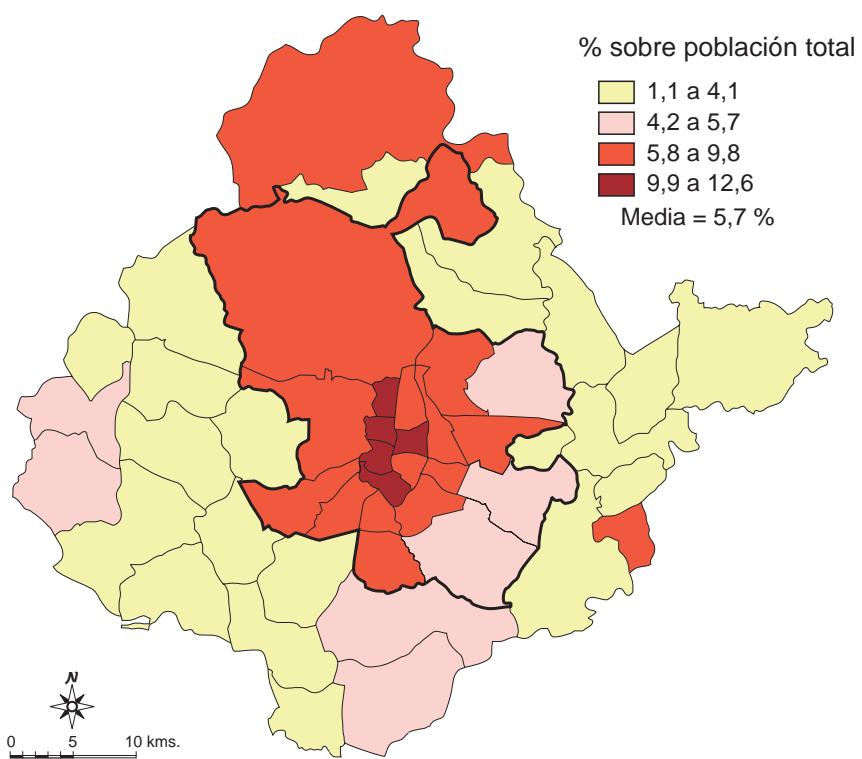 % sobre población total
1,1 a 4,1
4,2 a 5,7
5,8 a 9,8
9,9 a 12,6
Media = 5,7 %
N
0 5 10 kms.